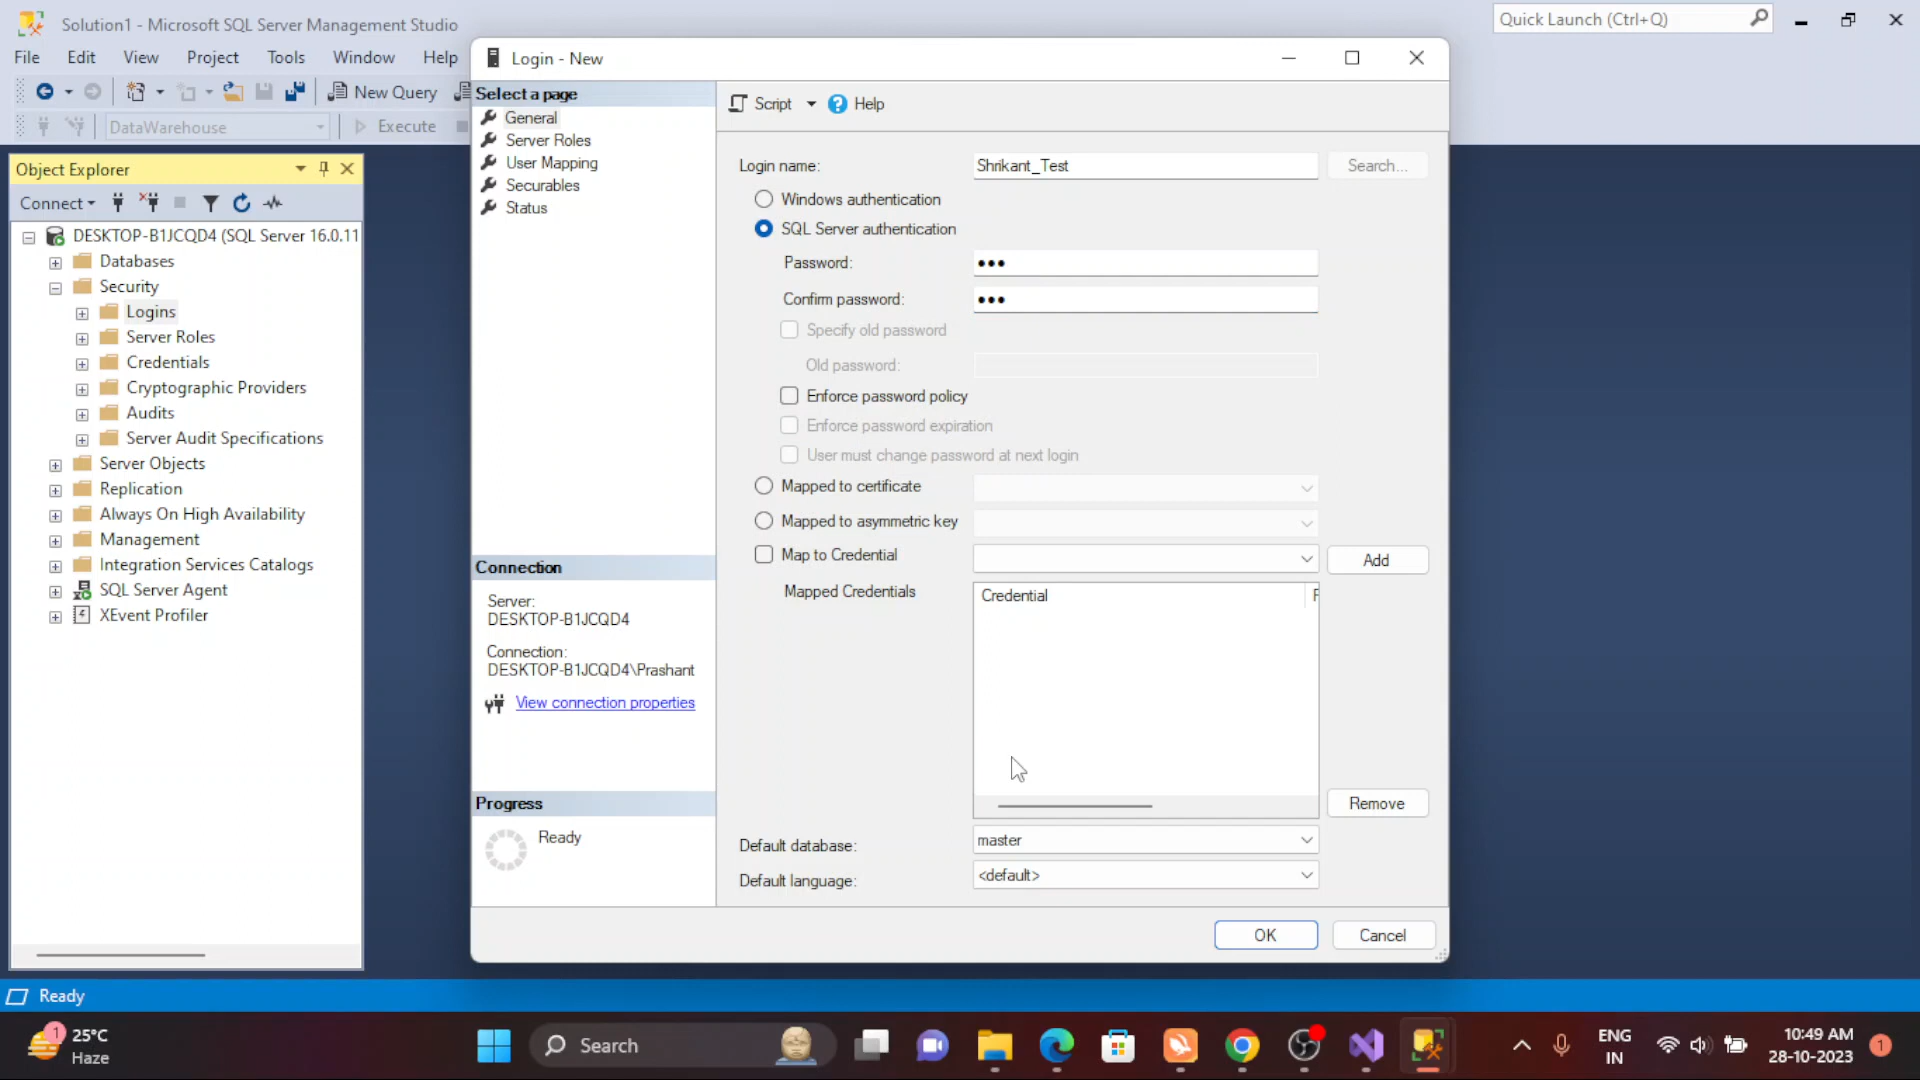 Solution1 - Microsoft SQL Server Management Studio
Quick Launch (Ctrl+Q)
File Edit View Project Tools Window Help
New Query
DataWarehouse
Execute
Object Explorer
Connect
DESKTOP-B1JCQD4 (SQL Server 16.0.11
Databases
Security
Logins
Server Roles
Credentials
Cryptographic Providers
Audits
Server Audit Specifications
Server Objects
Replication
Always On High Availability
Management
Integration Services Catalogs
SQL Server Agent
XEvent Profiler
Login - New
Select a page
General
Server Roles
User Mapping
Securables
Status
Connection
Server:
DESKTOP-B1JCQD4
Connection:
DESKTOP-B1JCQD4\Prashant
View connection properties
Progress
Ready
Script Help
Login name: Shrikant_Test Search...
Windows authentication
SQL Server authentication
Password: •••
Confirm password: •••
Specify old password
Old password:
Enforce password policy
Enforce password expiration
User must change password at next login
Mapped to certificate
Mapped to asymmetric key
Map to Credential Add
Mapped Credentials Credential
Remove
Default database: master
Default language: <default>
OK Cancel
Ready
1 25°C
Haze
Search
ENG
IN
10:49 AM
28-10-2023
1